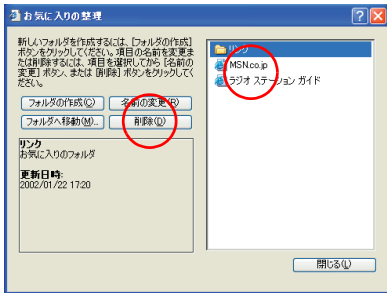 お気に入りの整理
新しいフォルダを作成するには、[フォルダの作成]
ボタンをクリックしてください。項目の名前を変更ま
たは削除するには、項目を選択してから [名前の
変更] ボタン、または [削除] ボタンをクリックしてく
ださい。
フォルダの作成(C)
名前の変更(R)
フォルダへ移動(M)...
削除(D)
リンク
お気に入りのフォルダ
更新日時:
2002/01/22 17:20
リンク
MSN.co.jp
ラジオ ステーション ガイド
閉じる(L)